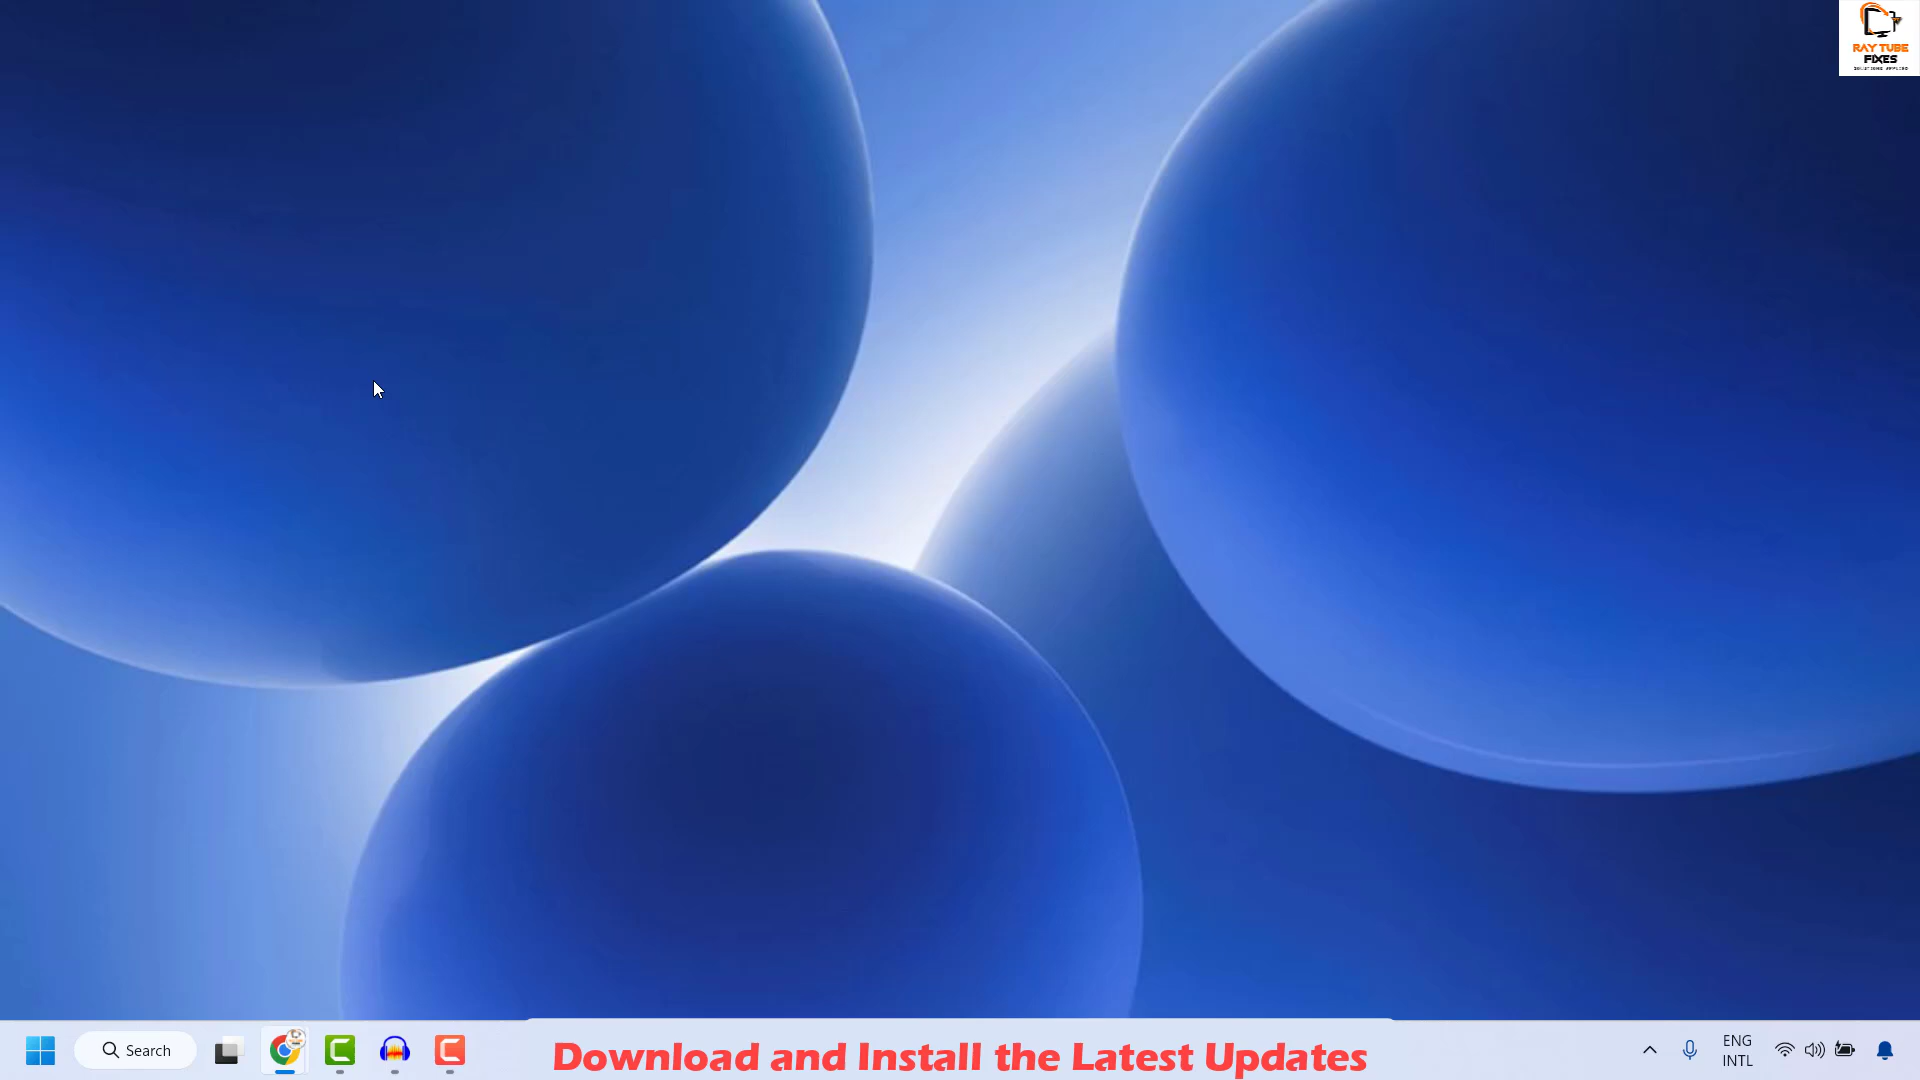 RAY TUBE
FIXES
Search
Download and Install the Latest Updates
ENG
INTL